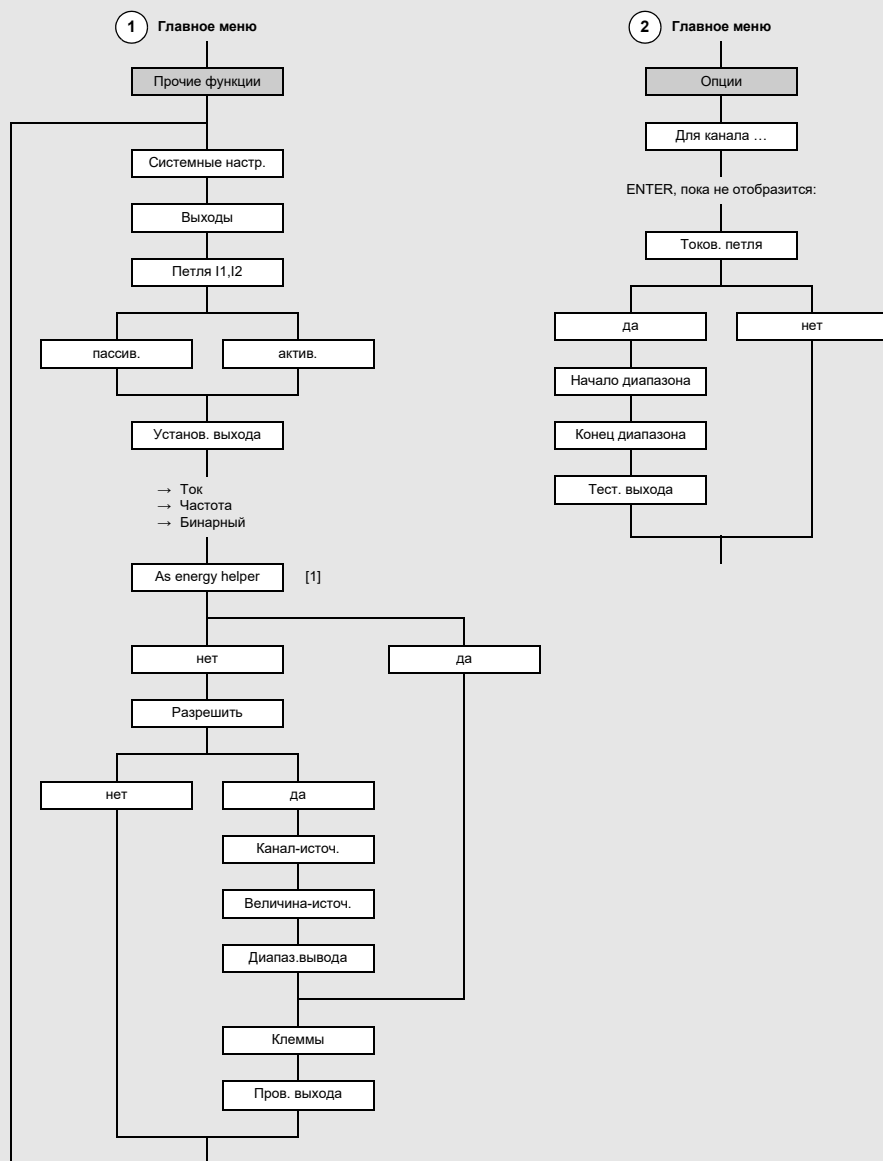 1 Главное меню
Прочие функции
Системные настр.
Выходы
Петля I1,I2
пассив.
актив.
Установ. выхода
→ Ток
→ Частота
→ Бинарный
As energy helper [1]
нет
да
Разрешить
нет
да
Канал-источ.
Величина-источ.
Диапаз.вывода
Клеммы
Пров. выхода
2 Главное меню
Опции
Для канала …
ENTER, пока не отобразится:
Токов. петля
да
нет
Начало диапазона
Конец диапазона
Тест. выхода